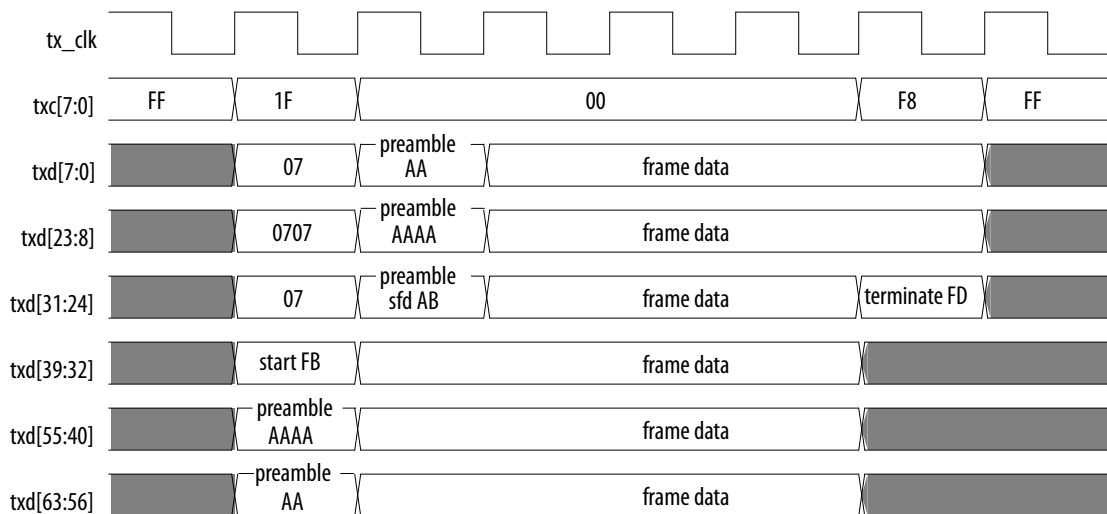 tx_clk
txc[7:0] FF 1F 00 F8 FF
txd[7:0] 07 preamble AA frame data
txd[23:8] 0707 preamble AAAA frame data
txd[31:24] 07 preamble sfd AB frame data terminate FD
txd[39:32] start FB frame data
txd[55:40] preamble AAAA frame data
txd[63:56] preamble AA frame data